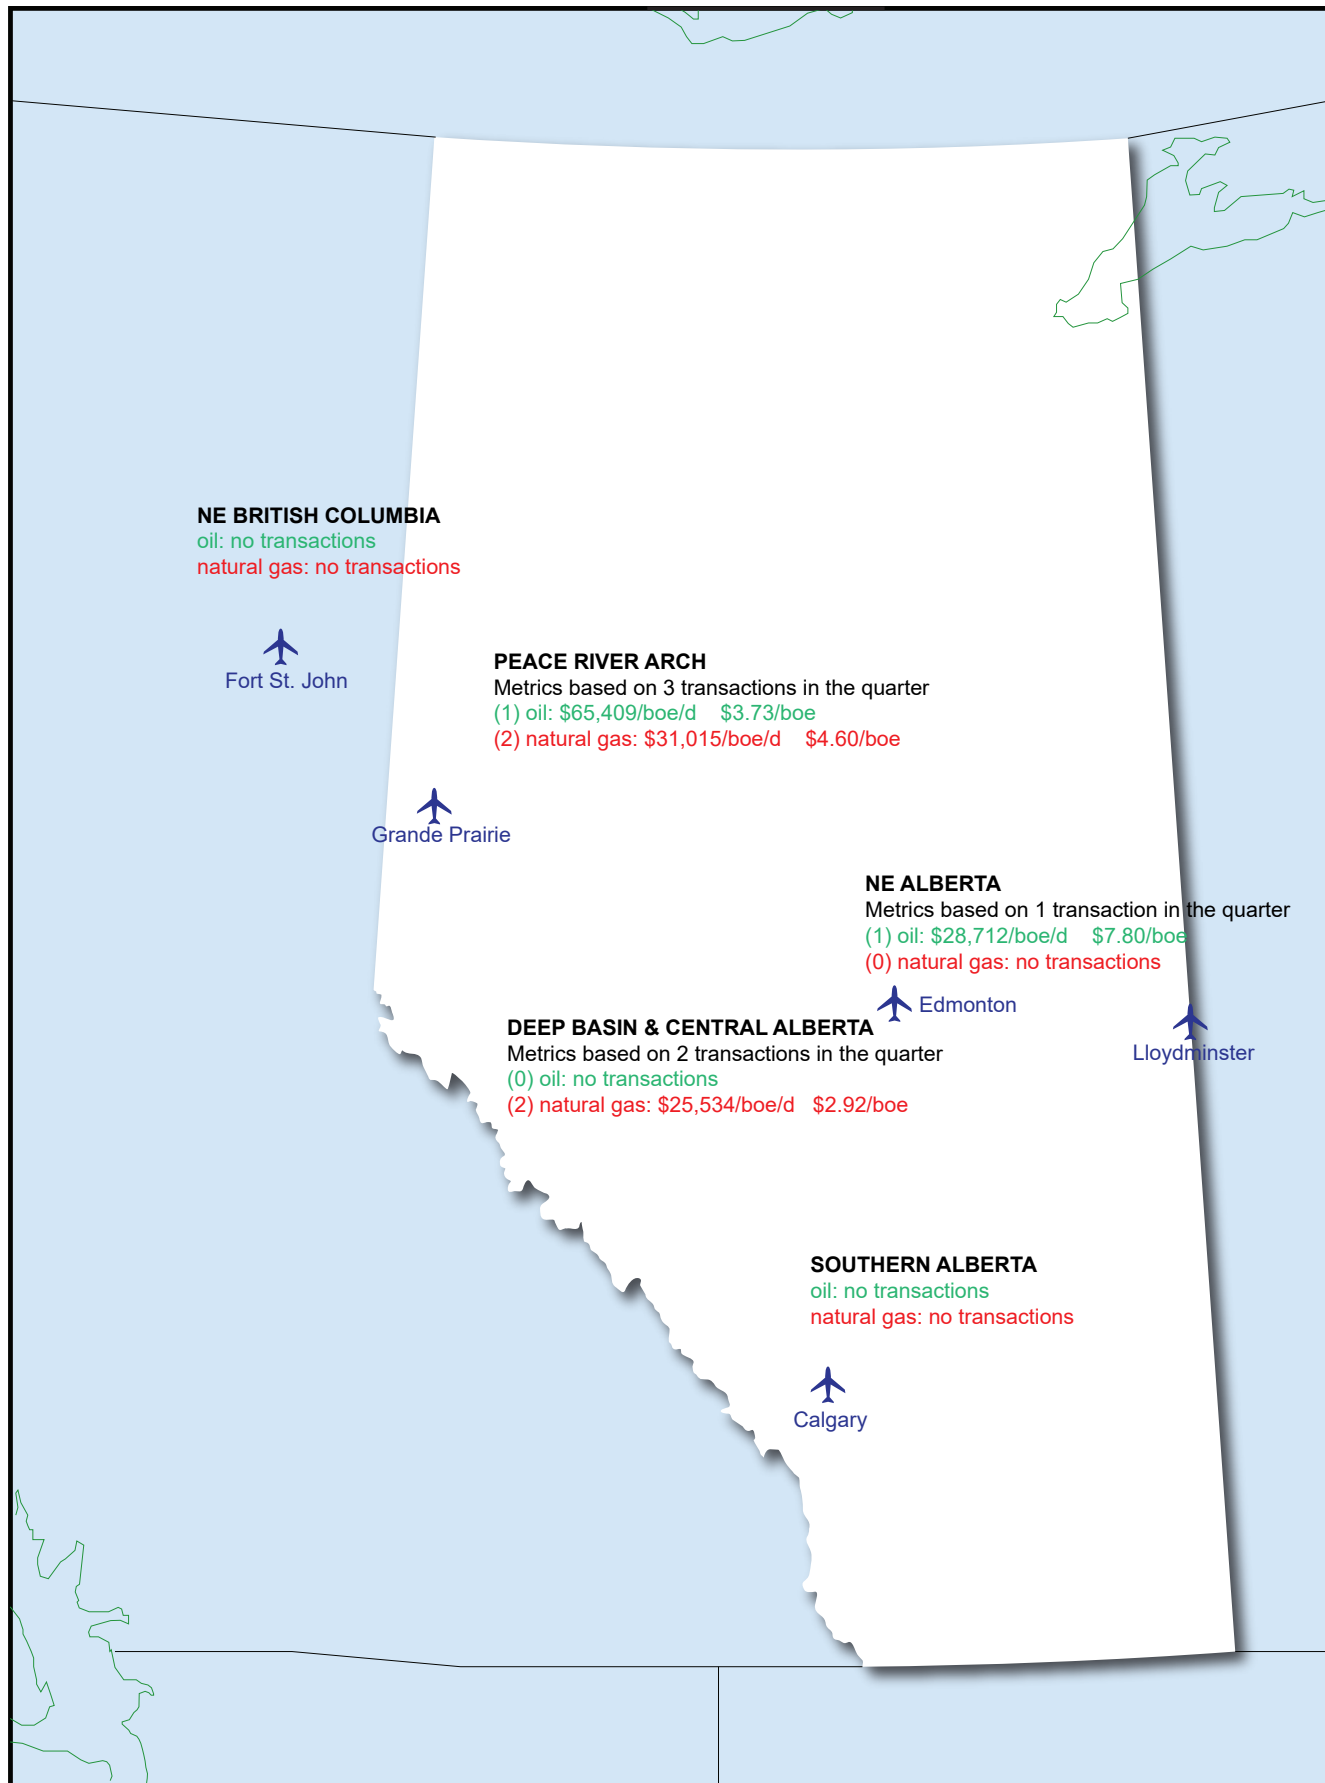 NE BRITISH COLUMBIA
oil: no transactions
natural gas: no transactions
Fort St. John
PEACE RIVER ARCH
Metrics based on 3 transactions in the quarter
(1) oil: $65,409/boe/d $3.73/boe
(2) natural gas: $31,015/boe/d $4.60/boe
Grande Prairie
NE ALBERTA
Metrics based on 1 transaction in the quarter
(1) oil: $28,712/boe/d $7.80/boe
(0) natural gas: no transactions
Edmonton
Lloydminster
DEEP BASIN & CENTRAL ALBERTA
Metrics based on 2 transactions in the quarter
(0) oil: no transactions
(2) natural gas: $25,534/boe/d $2.92/boe
SOUTHERN ALBERTA
oil: no transactions
natural gas: no transactions
Calgary